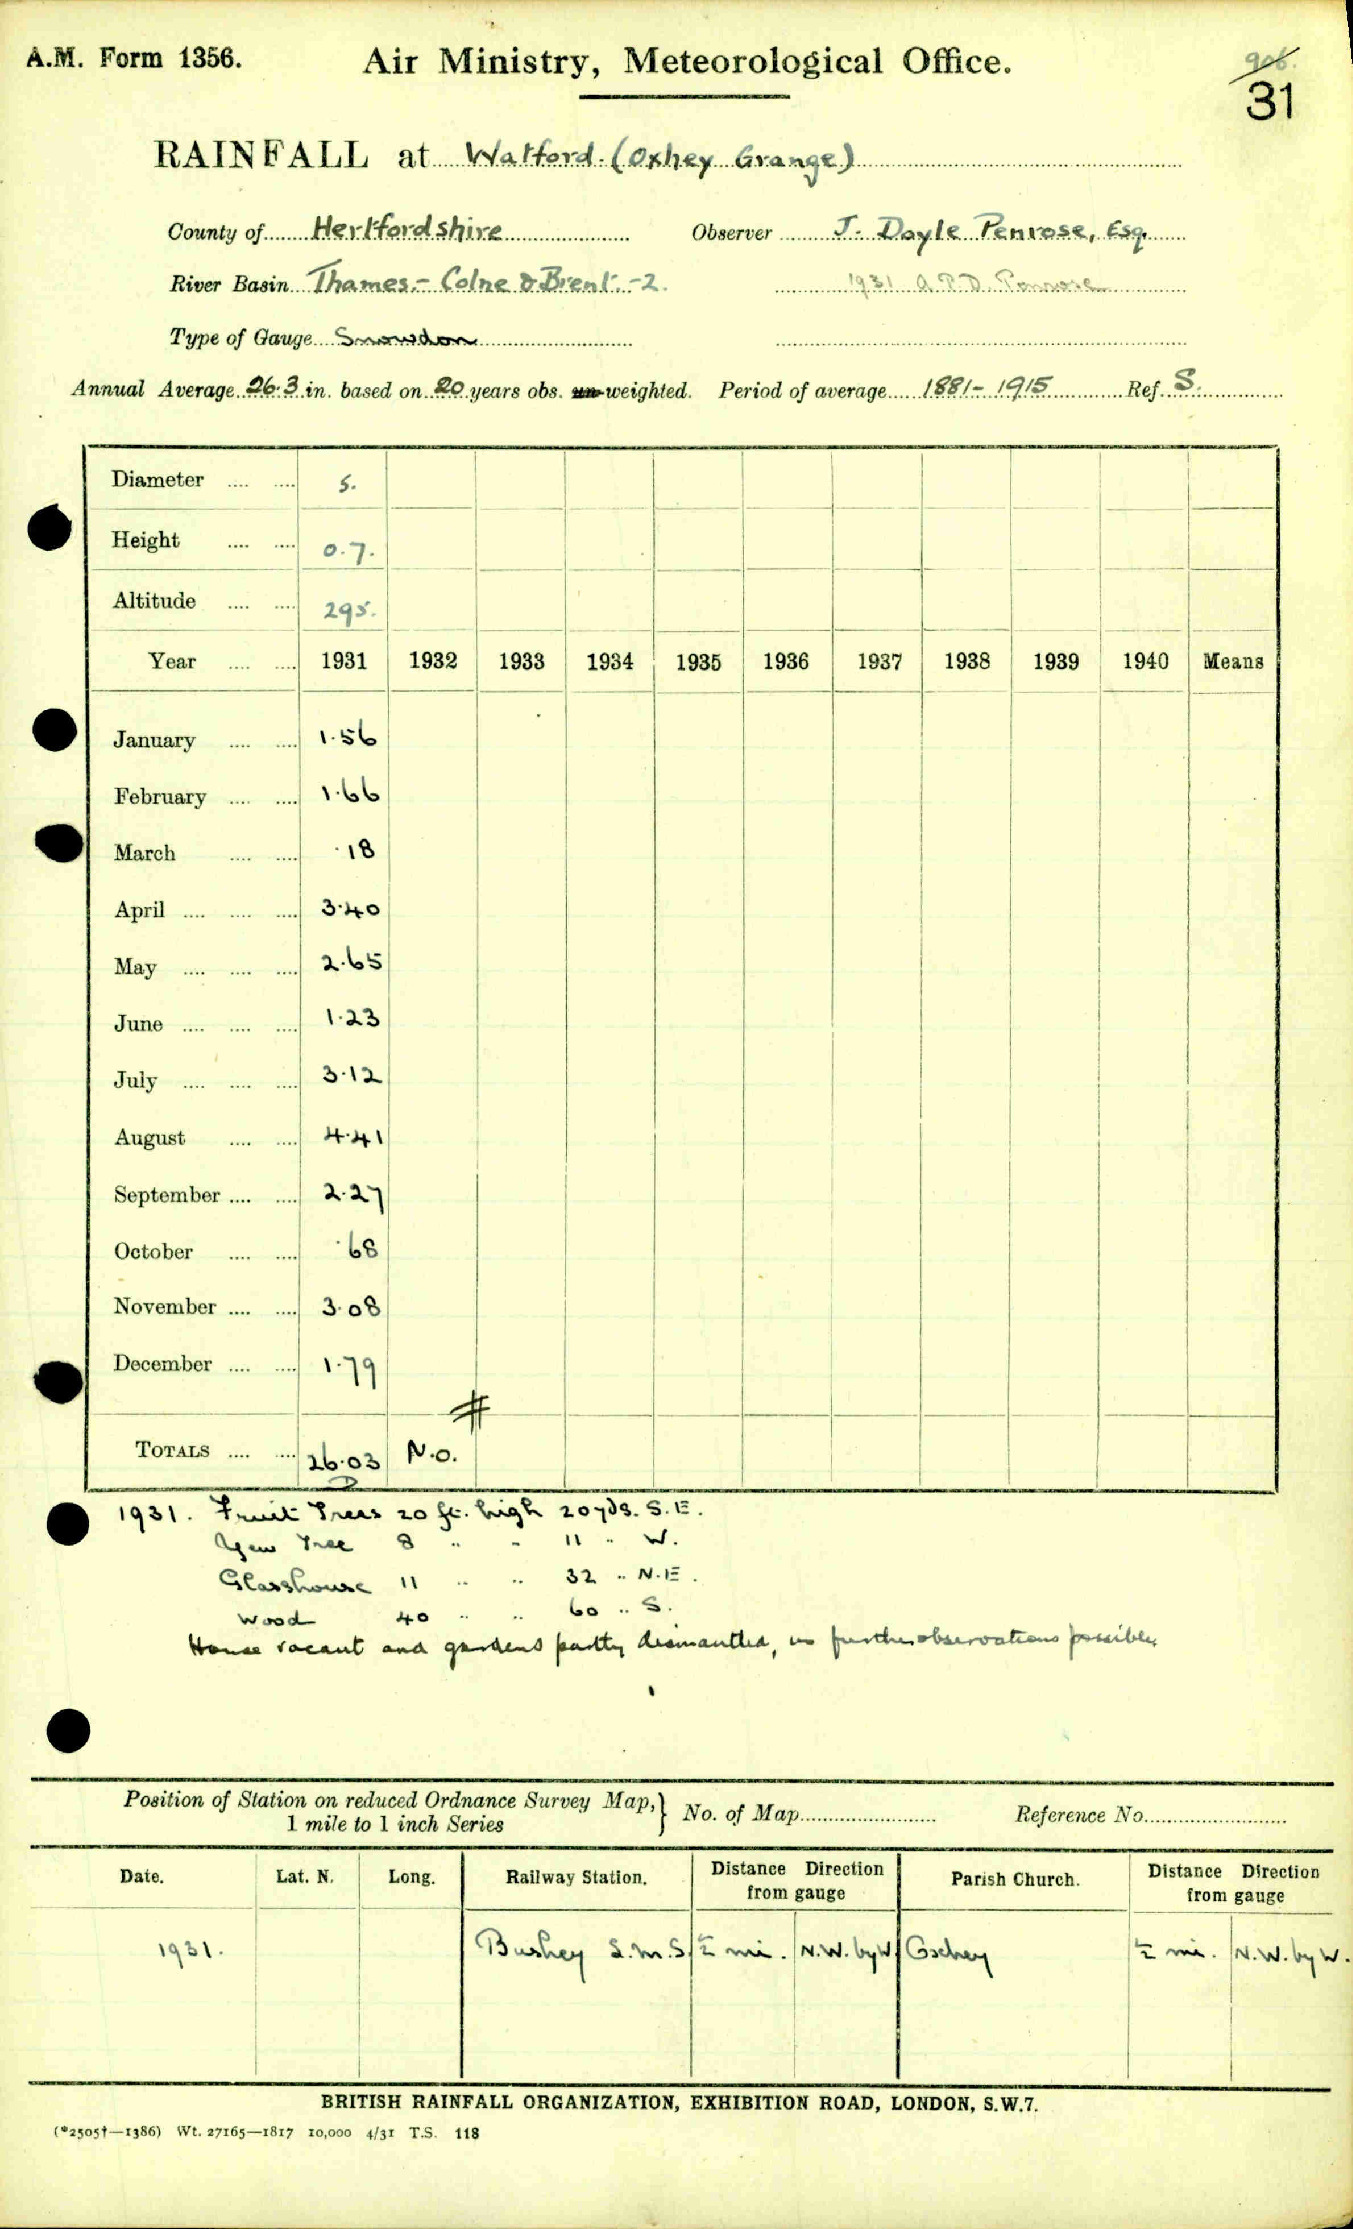 A.M. Form 1356. Air Ministry, Meteorological Office.
906.
31
RAINFALL at Watford. (Oxhey Grange)
County of Hertfordshire Observer J. Doyle Penrose, Esq.
River Basin Thames - Colne & Brent. -2. 1931 A.P.D. Penrose
Type of Gauge Snowdon
Annual Average 26.3 in. based on 20 years obs. un-weighted. Period of average 1881-1915 Ref. S.
Diameter .... .... 5.
Height .... .... 0.7.
Altitude .... .... 295.
Year .... .... 1931 1932 1933 1934 1935 1936 1937 1938 1939 1940 Means
January .... .... 1.56
February .... .... 1.66
March .... .... .18
April .... .... .... 3.40
May .... .... .... 2.65
June .... .... .... 1.23
July .... .... .... 3.12
August .... .... 4.41
September .... .... 2.27
October .... .... .68
November .... .... 3.08
December .... .... 1.79
#
TOTALS .... .... 26.03 N.O.
D
1931. Fruit Trees 20 ft. high 20 yds. S.E.
Yew Tree 8 " " 11 " W.
Glasshouse 11 " " 32 " N.E.
Wood 40 " " 60 " S.
House vacant and gardens partly dismantled, no further observations possible.
Position of Station on reduced Ordnance Survey Map, } No. of Map Reference No.
1 mile to 1 inch Series
Date. Lat. N. Long. Railway Station. Distance Direction from gauge Parish Church. Distance Direction from gauge
1931. Bushey L.M.S. ½ mi. N.W. by W. Oxhey ½ mi. N.W. by W.
BRITISH RAINFALL ORGANIZATION, EXHIBITION ROAD, LONDON, S.W.7.
(*2505†—1386) Wt. 27165—1817 10,000 4/31 T.S. 118